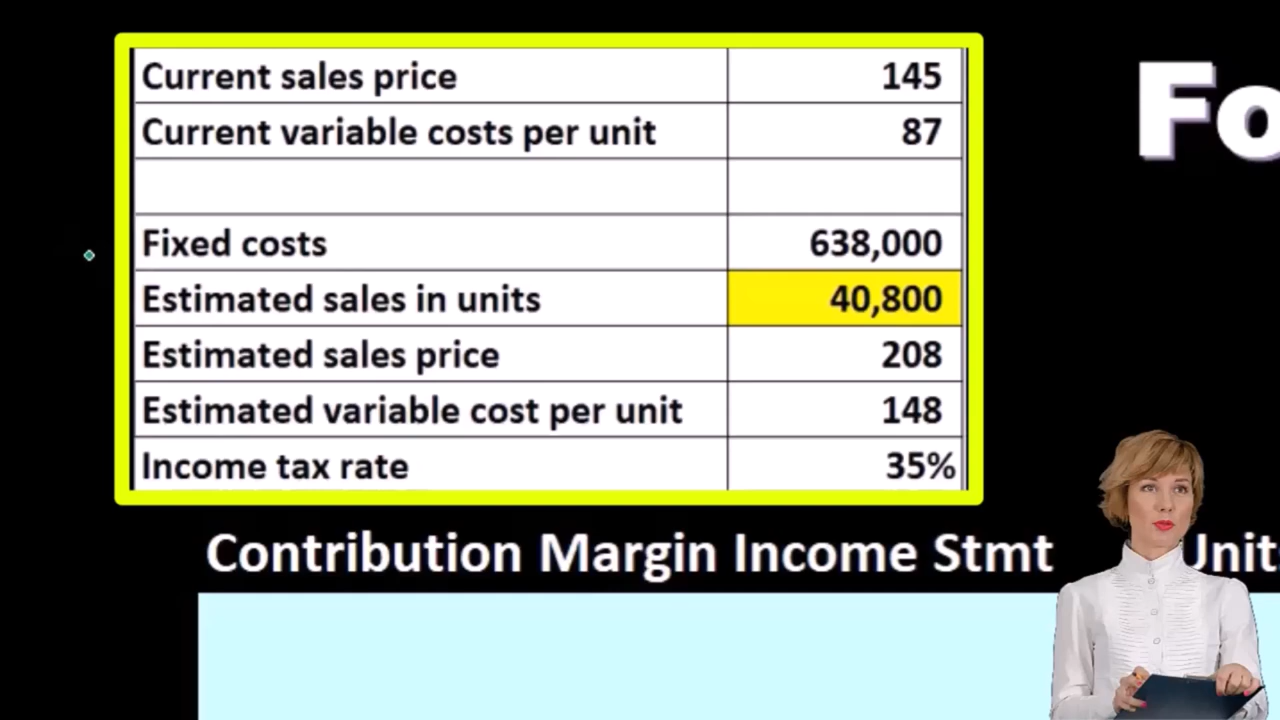 Current sales price 145
Current variable costs per unit 87
Fixed costs 638,000
Estimated sales in units 40,800
Estimated sales price 208
Estimated variable cost per unit 148
Income tax rate 35%
Fo
Contribution Margin Income Stmt